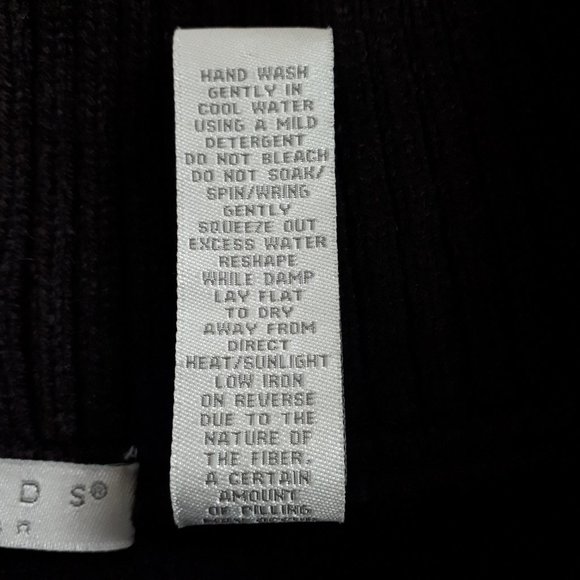 HAND WASH
GENTLY IN
COOL WATER
USING A MILD
DETERGENT
DO NOT BLEACH
DO NOT SOAK/
SPIN/WRING
GENTLY
SQUEEZE OUT
EXCESS WATER
RESHAPE
WHILE DAMP
LAY FLAT
TO DRY
AWAY FROM
DIRECT
HEAT/SUNLIGHT
LOW IRON
ON REVERSE
DUE TO THE
NATURE OF
THE FIBER.
A CERTAIN
AMOUNT
OF PILLING
D S®